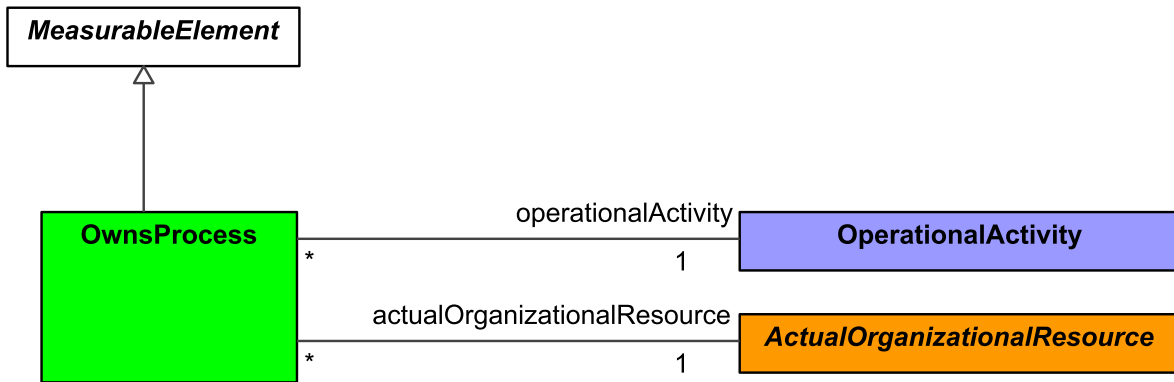 MeasurableElement
OwnsProcess
operationalActivity
OperationalActivity
*
1
actualOrganizationalResource
ActualOrganizationalResource
*
1